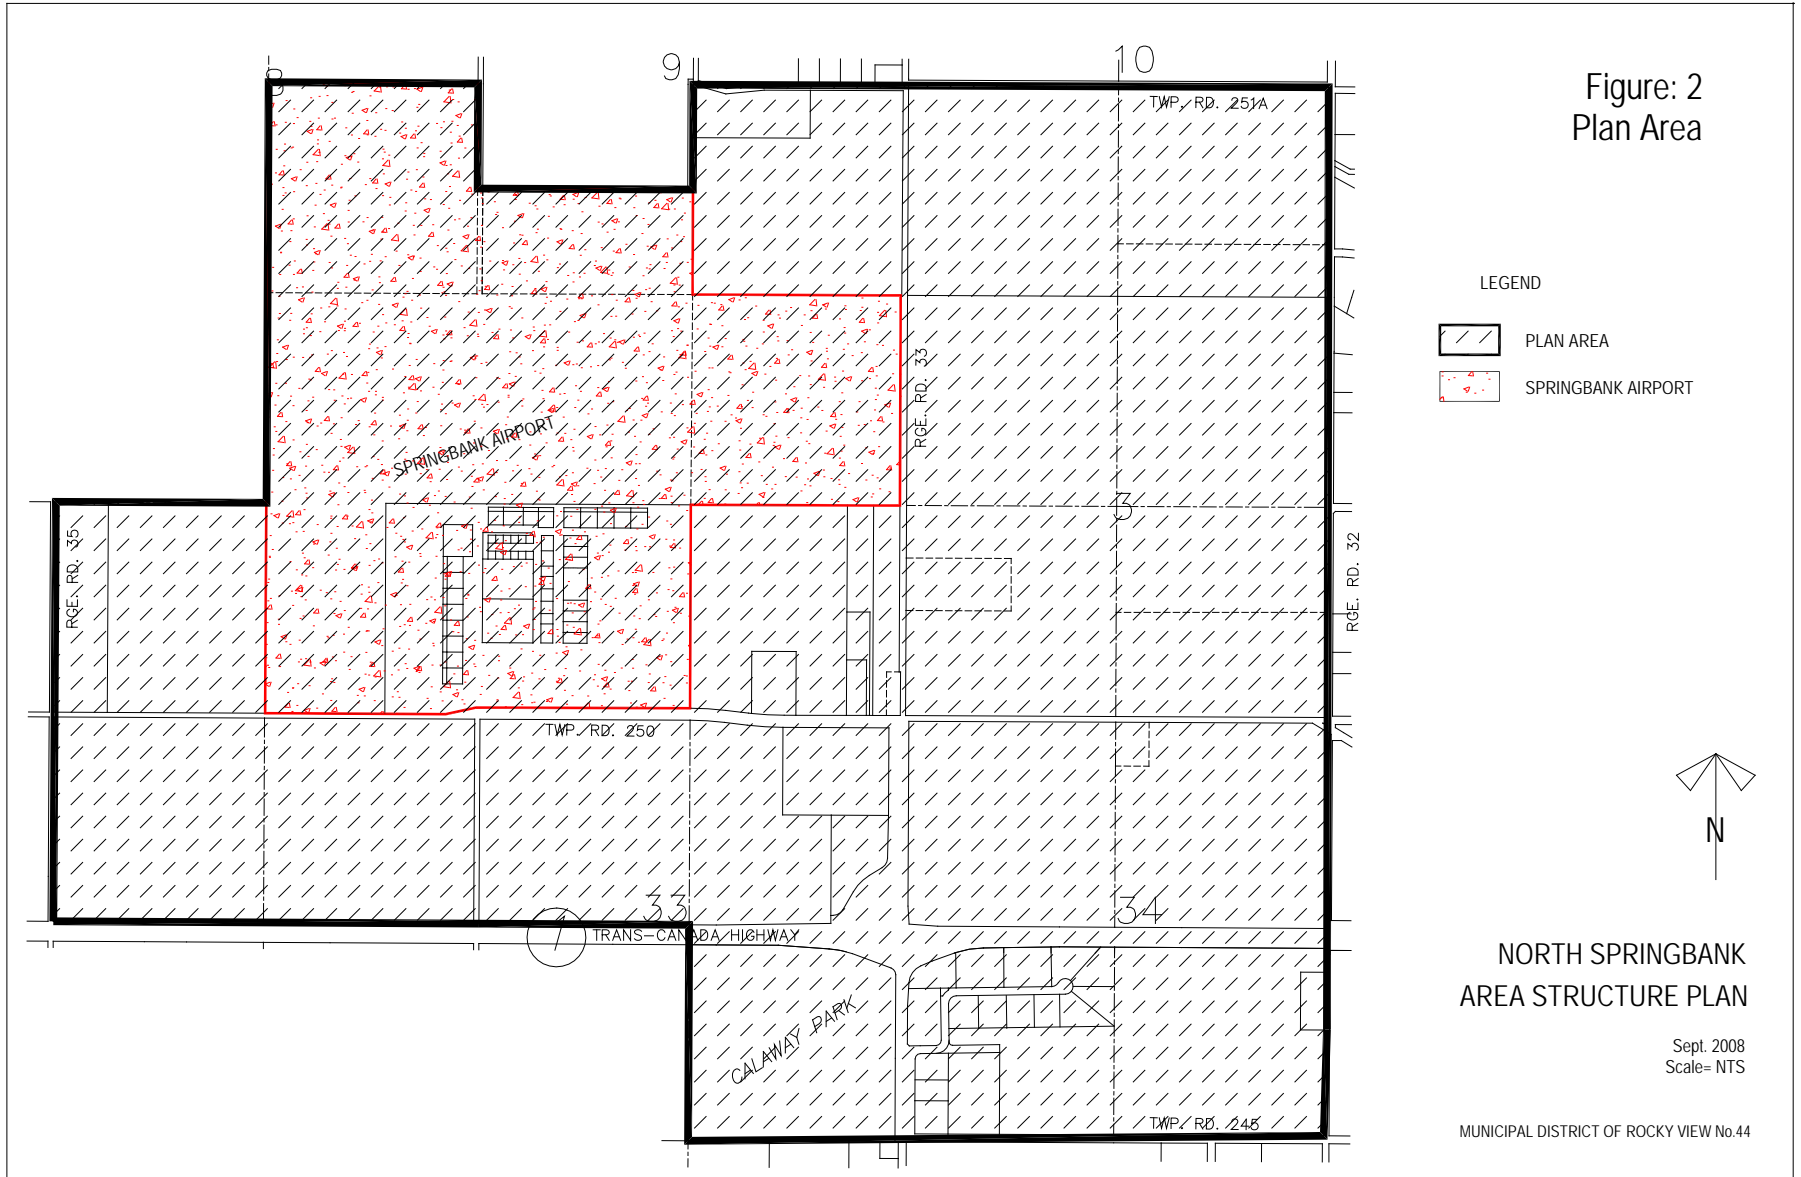 9
10
Figure: 2
Plan Area
TWP. RD. 251A
LEGEND
PLAN AREA
SPRINGBANK AIRPORT
RGE. RD. 33
SPRINGBANK AIRPORT
3
RGE. RD. 35
RGE. RD. 32
TWP. RD. 250
N
33
34
1
TRANS-CANADA HIGHWAY
NORTH SPRINGBANK
AREA STRUCTURE PLAN
CALAWAY PARK
Sept. 2008
Scale= NTS
TWP. RD. 245
MUNICIPAL DISTRICT OF ROCKY VIEW No.44